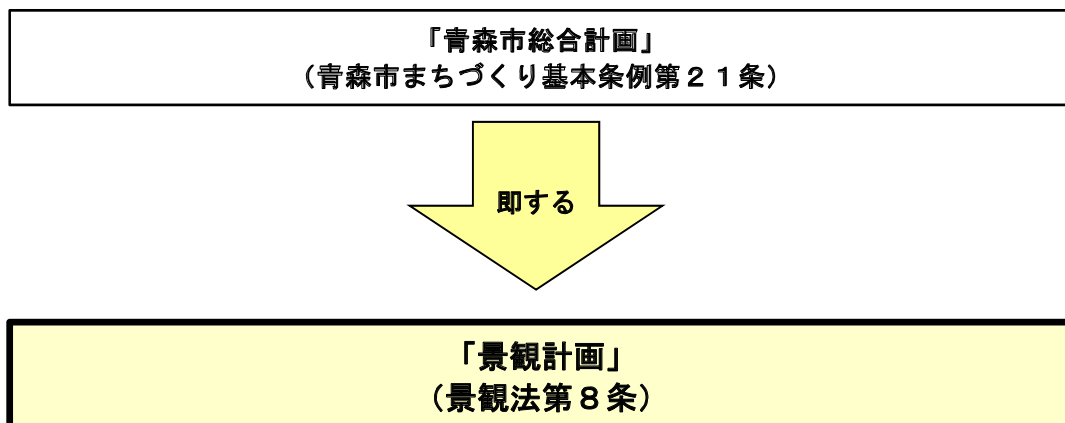 「青森市総合計画」
（青森市まちづくり基本条例第２１条）
即する
「景観計画」
（景観法第８条）